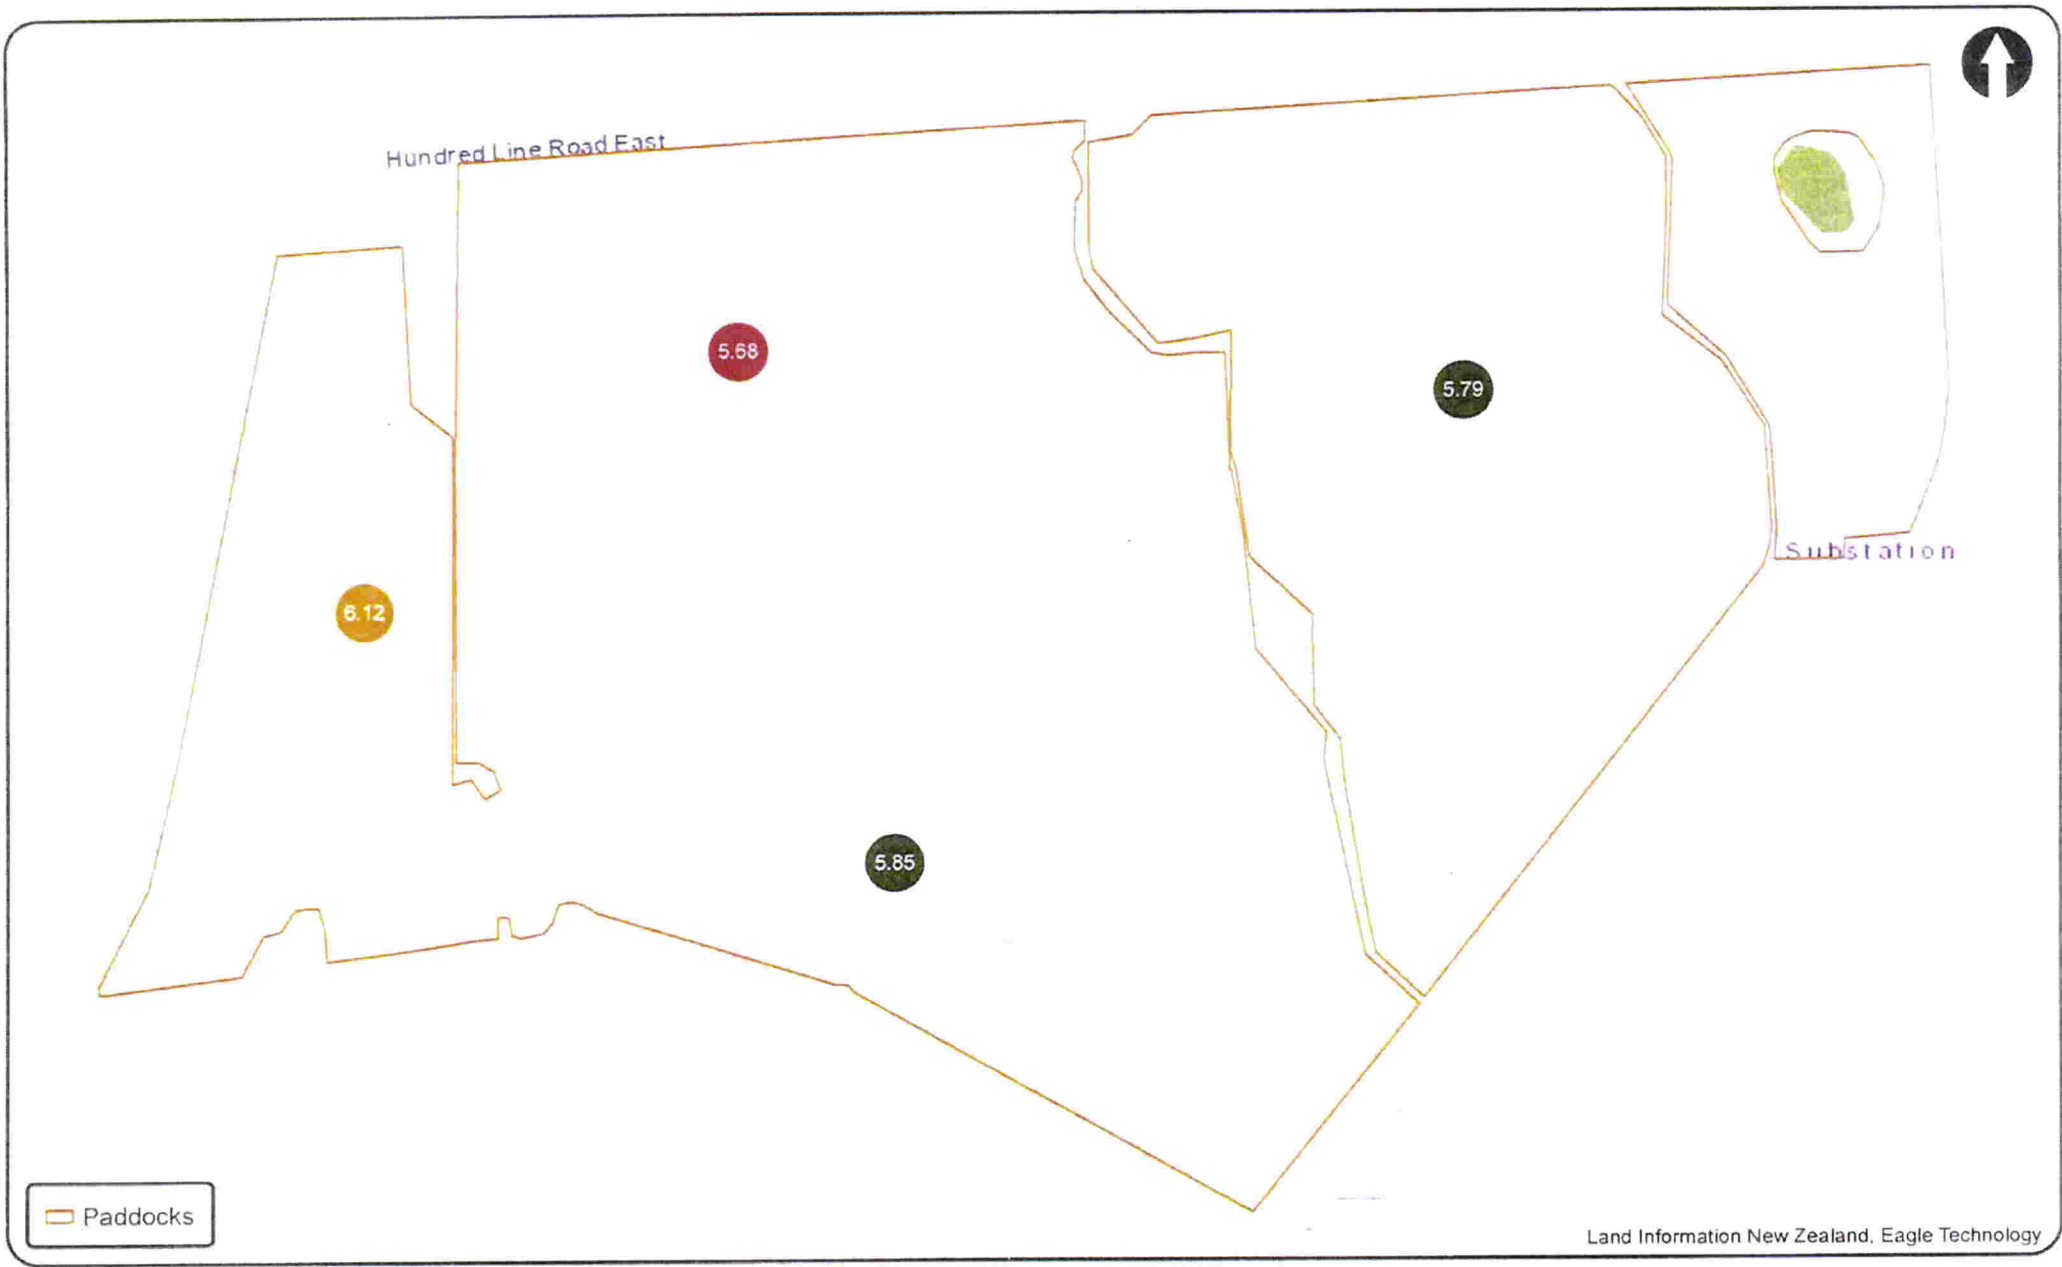 Hundred Line Road East
5.68
5.79
Substation
6.12
5.85
Paddocks
Land Information New Zealand, Eagle Technology